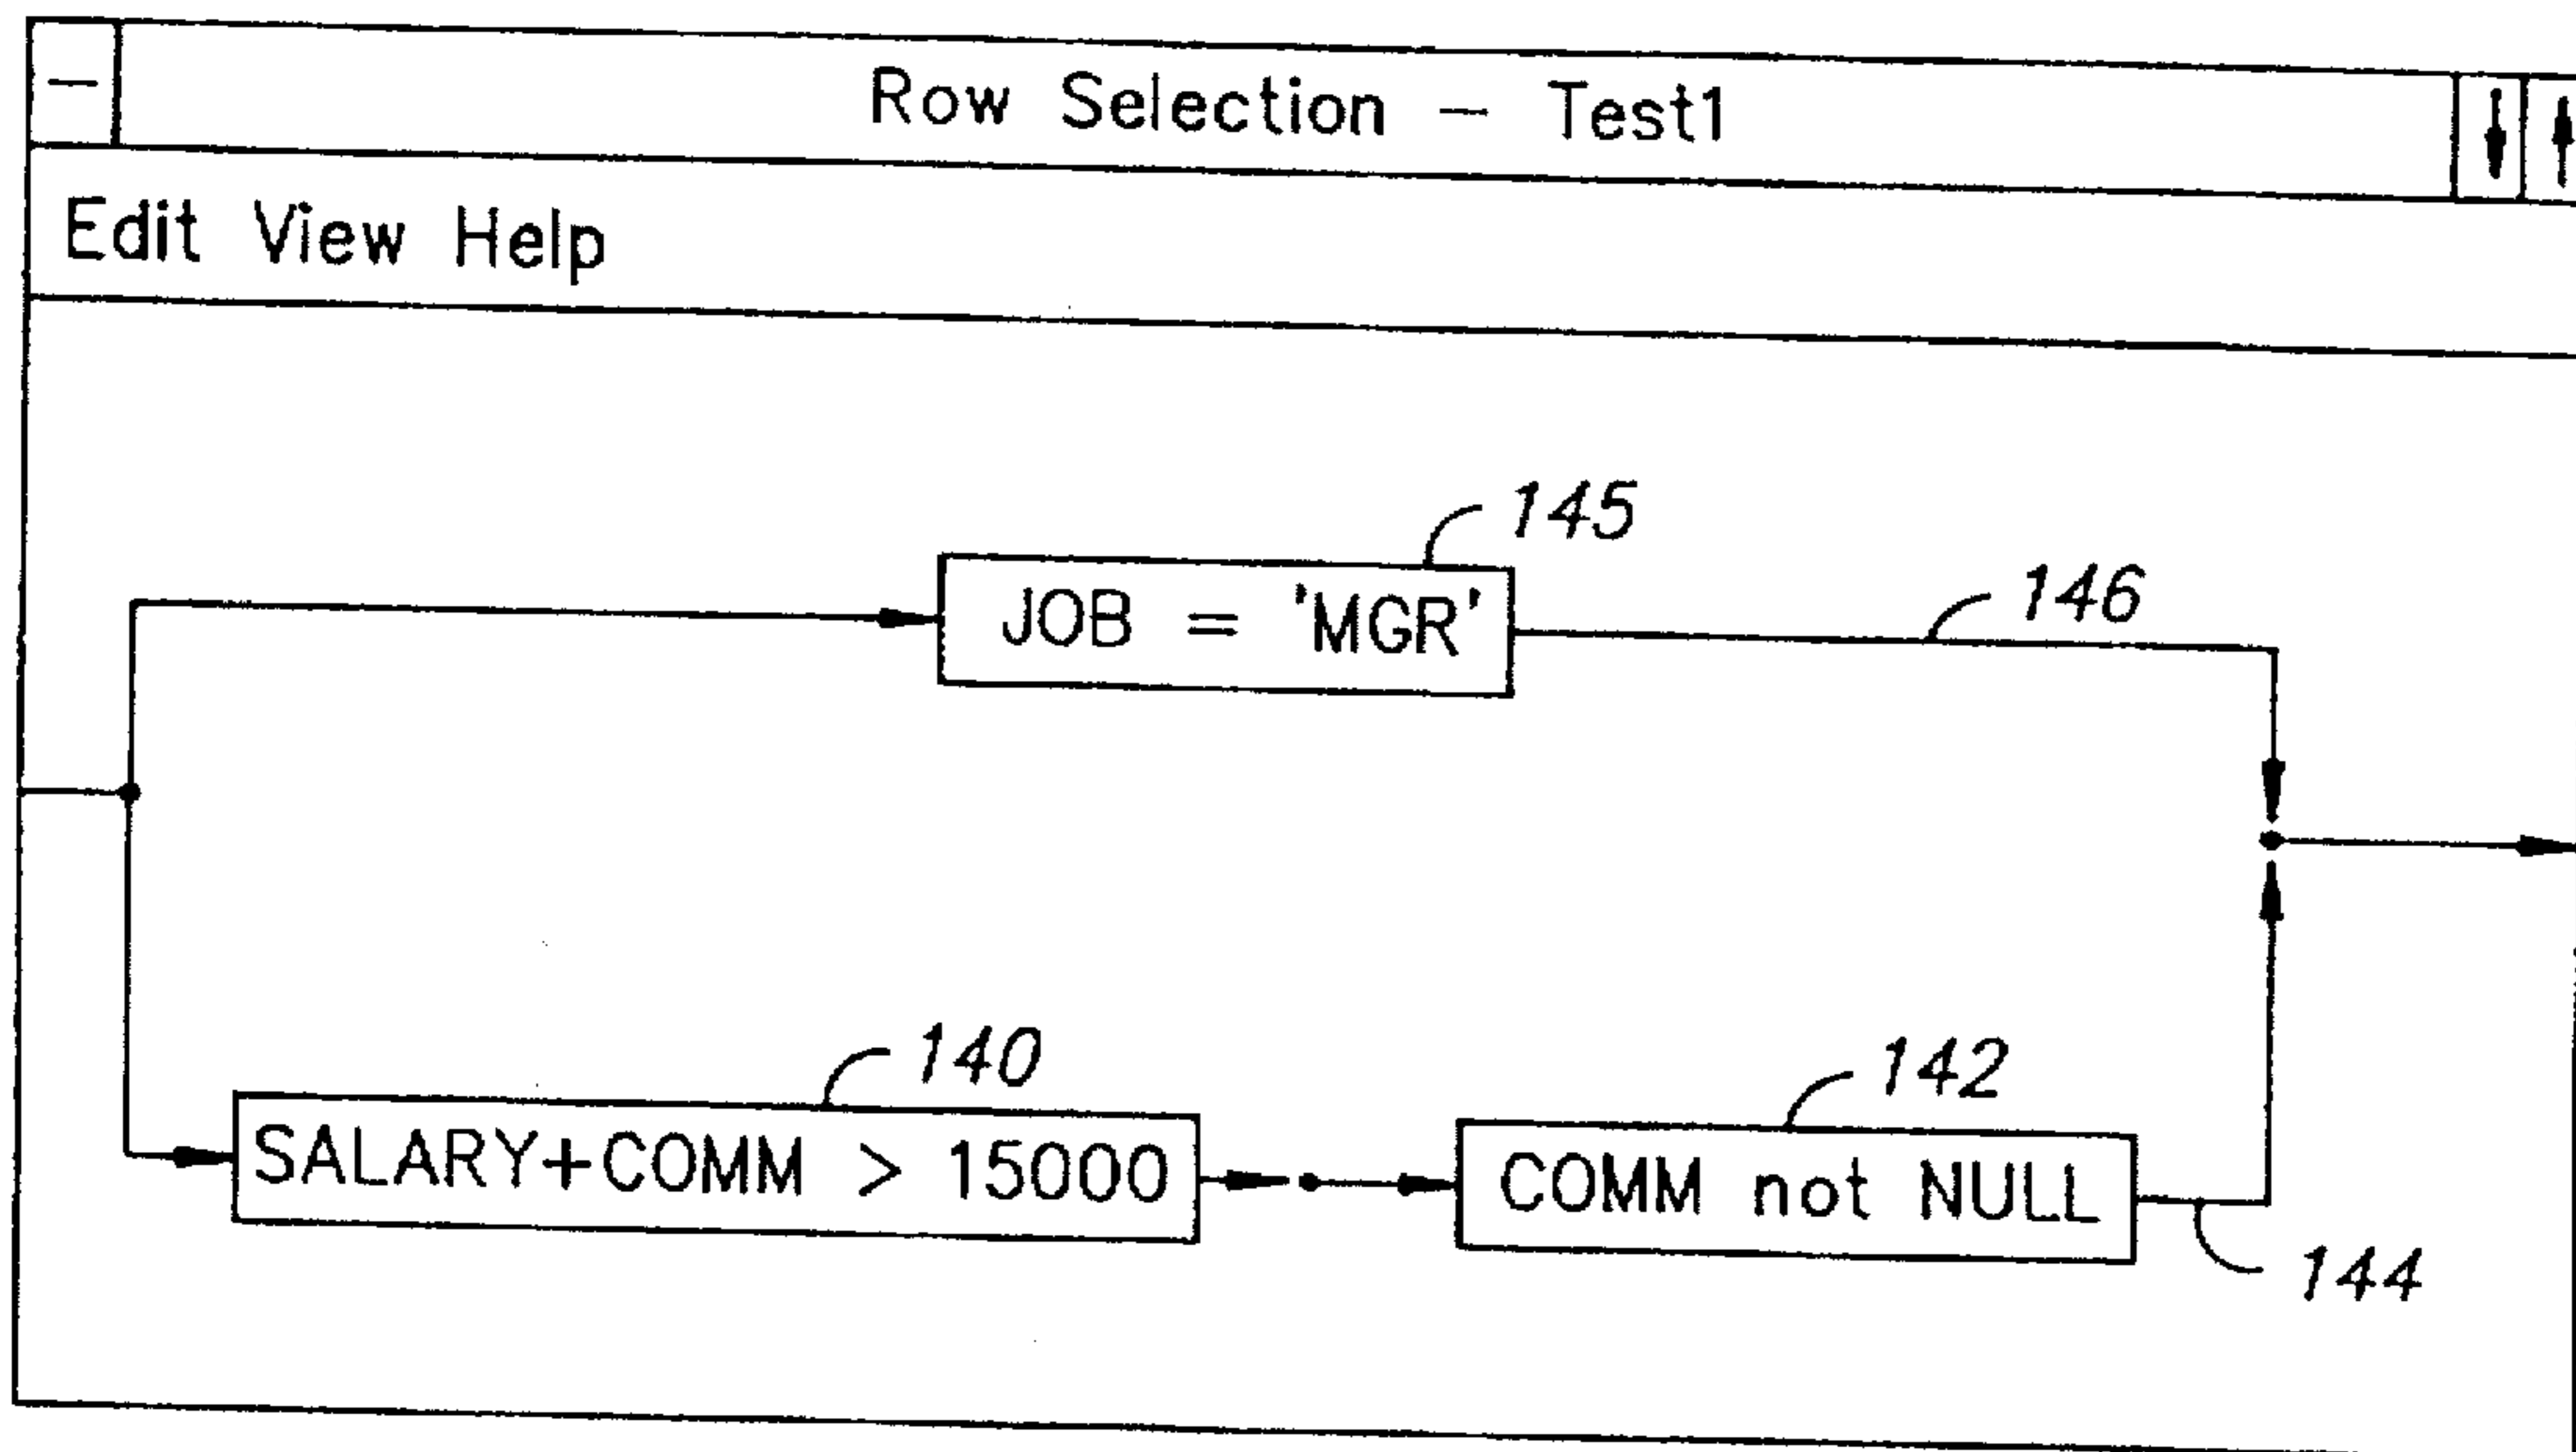 Row Selection – Test1
Edit View Help
145
JOB = 'MGR'
146
140
142
SALARY+COMM > 15000
COMM not NULL
144